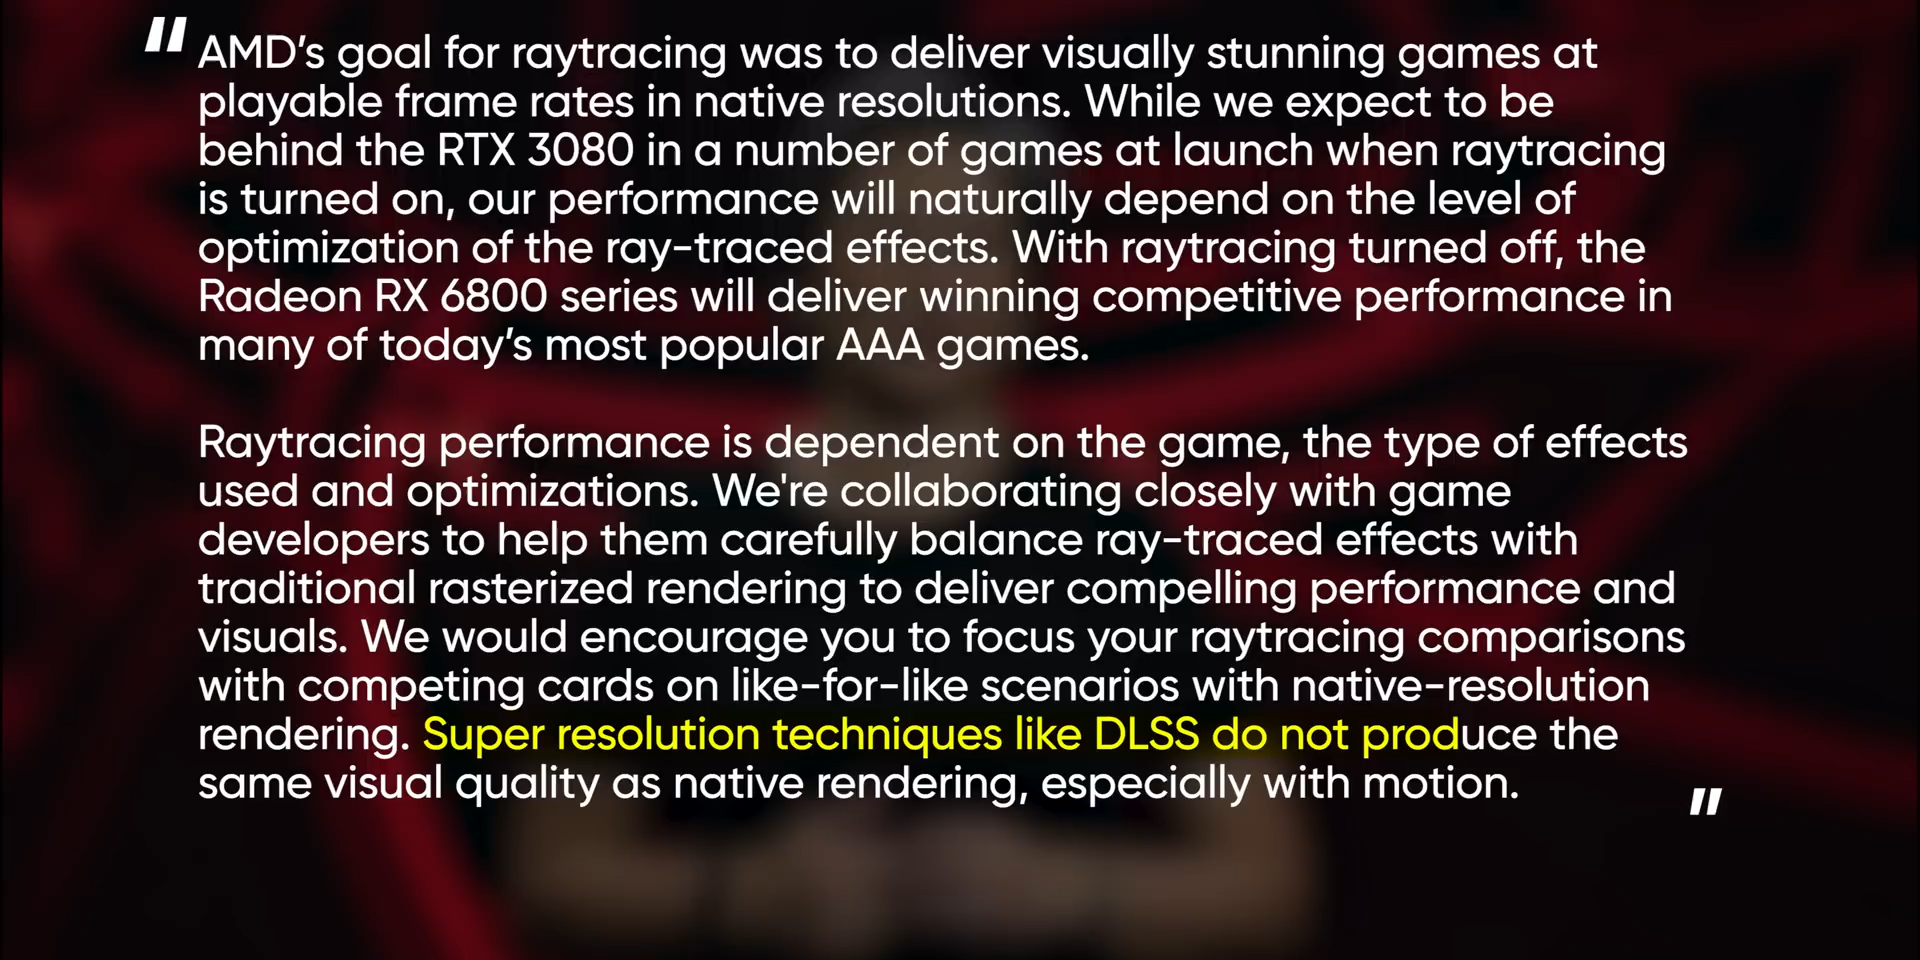 " AMD’s goal for raytracing was to deliver visually stunning games at
playable frame rates in native resolutions. While we expect to be
behind the RTX 3080 in a number of games at launch when raytracing
is turned on, our performance will naturally depend on the level of
optimization of the ray-traced effects. With raytracing turned off, the
Radeon RX 6800 series will deliver winning competitive performance in
many of today’s most popular AAA games.
Raytracing performance is dependent on the game, the type of effects
used and optimizations. We're collaborating closely with game
developers to help them carefully balance ray-traced effects with
traditional rasterized rendering to deliver compelling performance and
visuals. We would encourage you to focus your raytracing comparisons
with competing cards on like-for-like scenarios with native-resolution
rendering. Super resolution techniques like DLSS do not produce the
same visual quality as native rendering, especially with motion. "